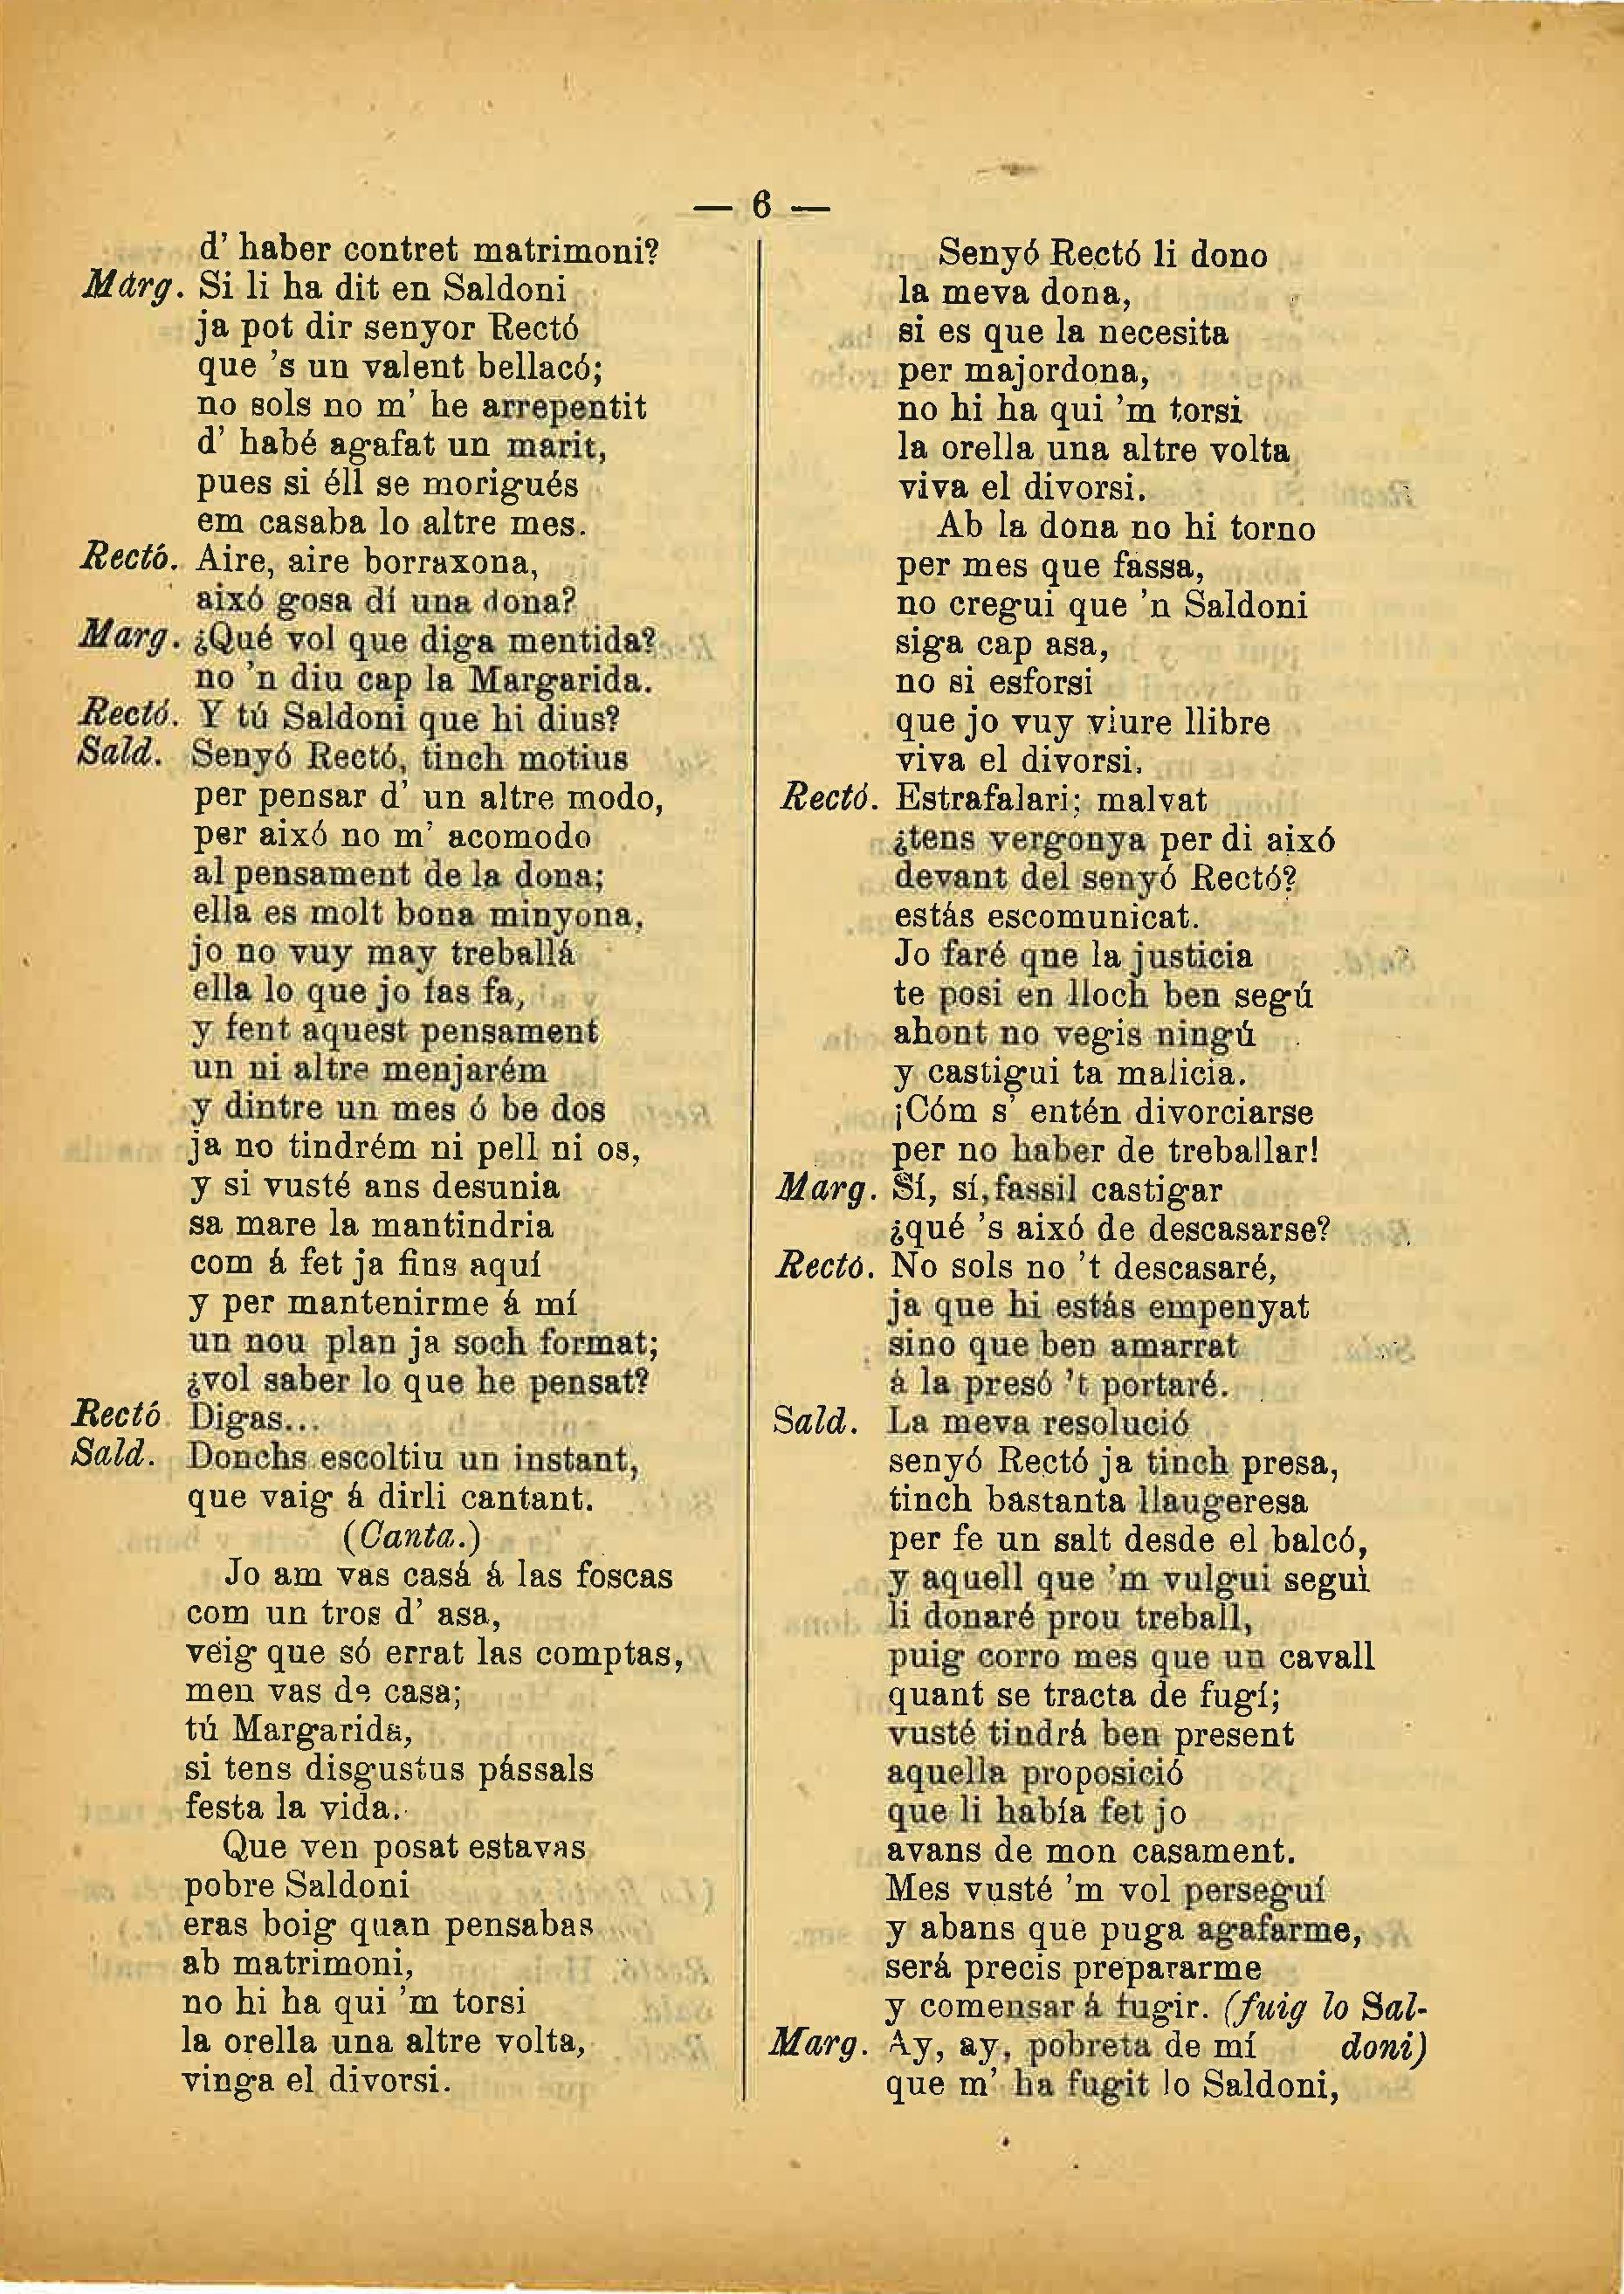 — 6 —
d' haber contret matrimoni?
Marg. Si li ha dit en Saldoni
ja pot dir senyor Rectó
que 's un valent bellacó;
no sols no m' he arrepentit
d' habé agafat un marit,
pues si éll se morigués
em casaba lo altre mes.
Rectó. Aire, aire borraxona,
aixó gosa dí una dona?
Marg. ¿Qué vol que diga mentida?
no 'n diu cap la Margarida.
Rectó. Y tú Saldoni que hi dius?
Sald. Senyó Rectó, tinch motius
per pensar d' un altre modo,
per aixó no m' acomodo
al pensament de la dona;
ella es molt bona minyona,
jo no vuy may treballá
ella lo que jo fas fa,
y fent aquest pensament
un ni altre menjarém
y dintre un mes ó be dos
ja no tindrém ni pell ni os,
y si vusté ans desunia
sa mare la mantindria
com á fet ja fins aquí
y per mantenirme á mí
un nou plan ja soch format;
¿vol saber lo que he pensat?
Rectó Digas...
Sald. Donchs escoltiu un instant,
que vaig á dirli cantant.
(Canta.)
Jo am vas casá á las foscas
com un tros d' asa,
veig que só errat las comptas,
men vas de casa;
tú Margarida,
si tens disgustus pássals
festa la vida.
Que ven posat estavas
pobre Saldoni
eras boig quan pensabas
ab matrimoni,
no hi ha qui 'm torsi
la orella una altre volta,
vinga el divorsi.
Senyó Rectó li dono
la meva dona,
si es que la necesita
per majordona,
no hi ha qui 'm torsi
la orella una altre volta
viva el divorsi.
Ab la dona no hi torno
per mes que fassa,
no cregui que 'n Saldoni
siga cap asa,
no si esforsi
que jo vuy viure llibre
viva el divorsi.
Rectó. Estrafalari; malvat
¿tens vergonya per di aixó
devant del senyó Rectó?
estás escomunicat.
Jo faré qne la justicia
te posi en lloch ben segú
ahont no vegis ningú
y castigui ta malicia.
¡Cóm s' entén divorciarse
per no haber de treballar!
Marg. Sí, sí, fassil castigar
¿qué 's aixó de descasarse?
Rectó. No sols no 't descasaré,
ja que hi estás empenyat
sino que ben amarrat
á la presó 't portaré.
Sald. La meva resolució
senyó Rectó ja tinch presa,
tinch bastanta llaugeresa
per fe un salt desde el balcó,
y aquell que 'm vulgui seguì
li donaré prou treball,
puig corro mes que un cavall
quant se tracta de fugí;
vusté tindrá ben present
aquella proposició
que li había fet jo
avans de mon casament.
Mes vusté 'm vol perseguí
y abans que puga agafarme,
será precis prepararme
y comensar á fugir. (fuig lo Sal-
Marg. Ay, ay, pobreta de mí doni)
que m' ha fugit lo Saldoni,